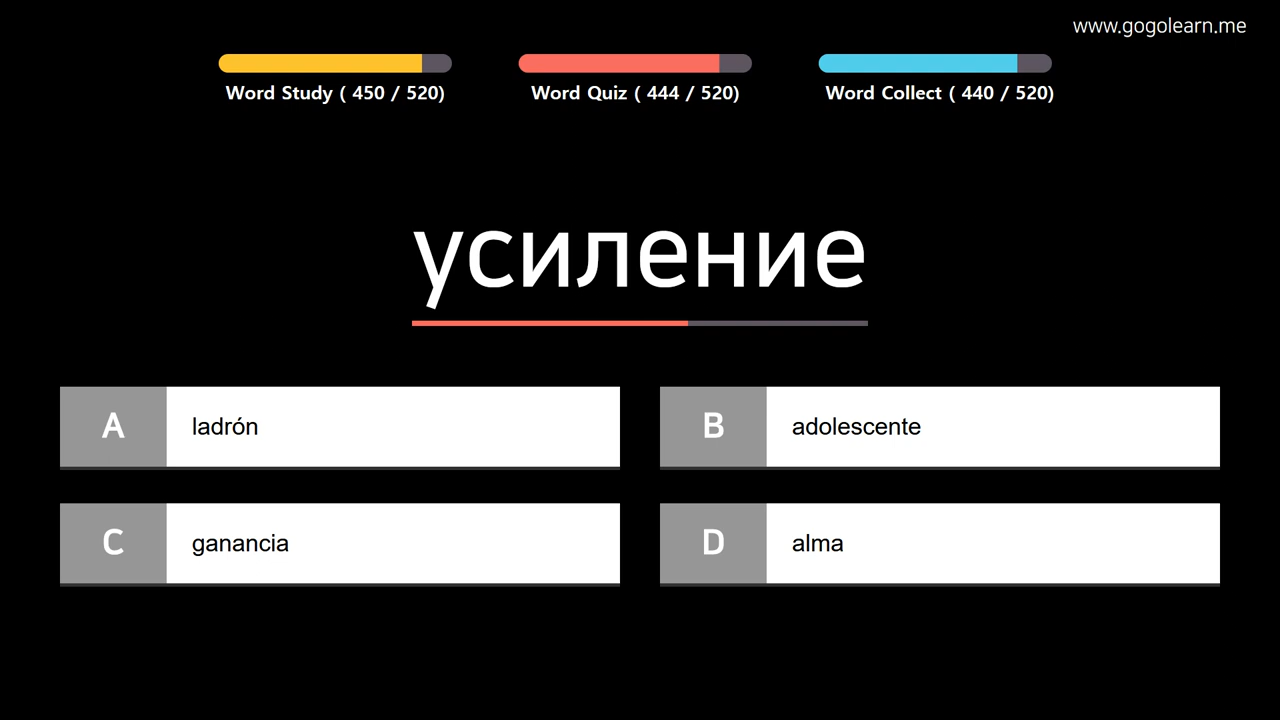 www.gogolearn.me
Word Study ( 450 / 520)
Word Quiz ( 444 / 520)
Word Collect ( 440 / 520)
усиление
A
ladrón
B
adolescente
C
ganancia
D
alma